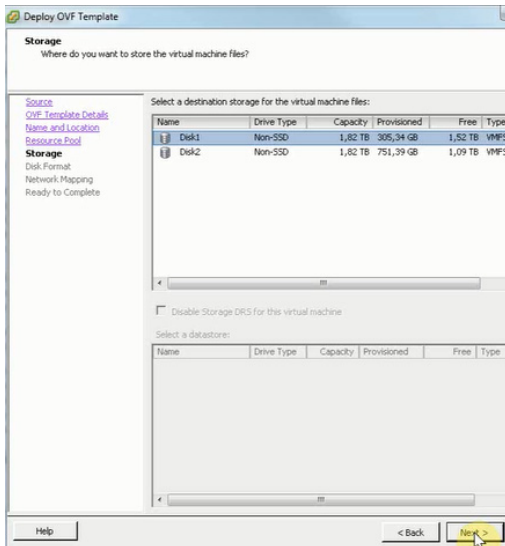 Deploy OVF Template
Storage
Where do you want to store the virtual machine files?
Source
OVF Template Details
Name and Location
Resource Pool
Storage
Disk Format
Network Mapping
Ready to Complete
Select a destination storage for the virtual machine files:
Name Drive Type Capacity Provisioned Free Type
Disk1 Non-SSD 1,82 TB 305,34 GB 1,52 TB VMFS
Disk2 Non-SSD 1,82 TB 751,39 GB 1,09 TB VMFS
Disable Storage DRS for this virtual machine
Select a datastore:
Name Drive Type Capacity Provisioned Free Type
Help < Back Next >